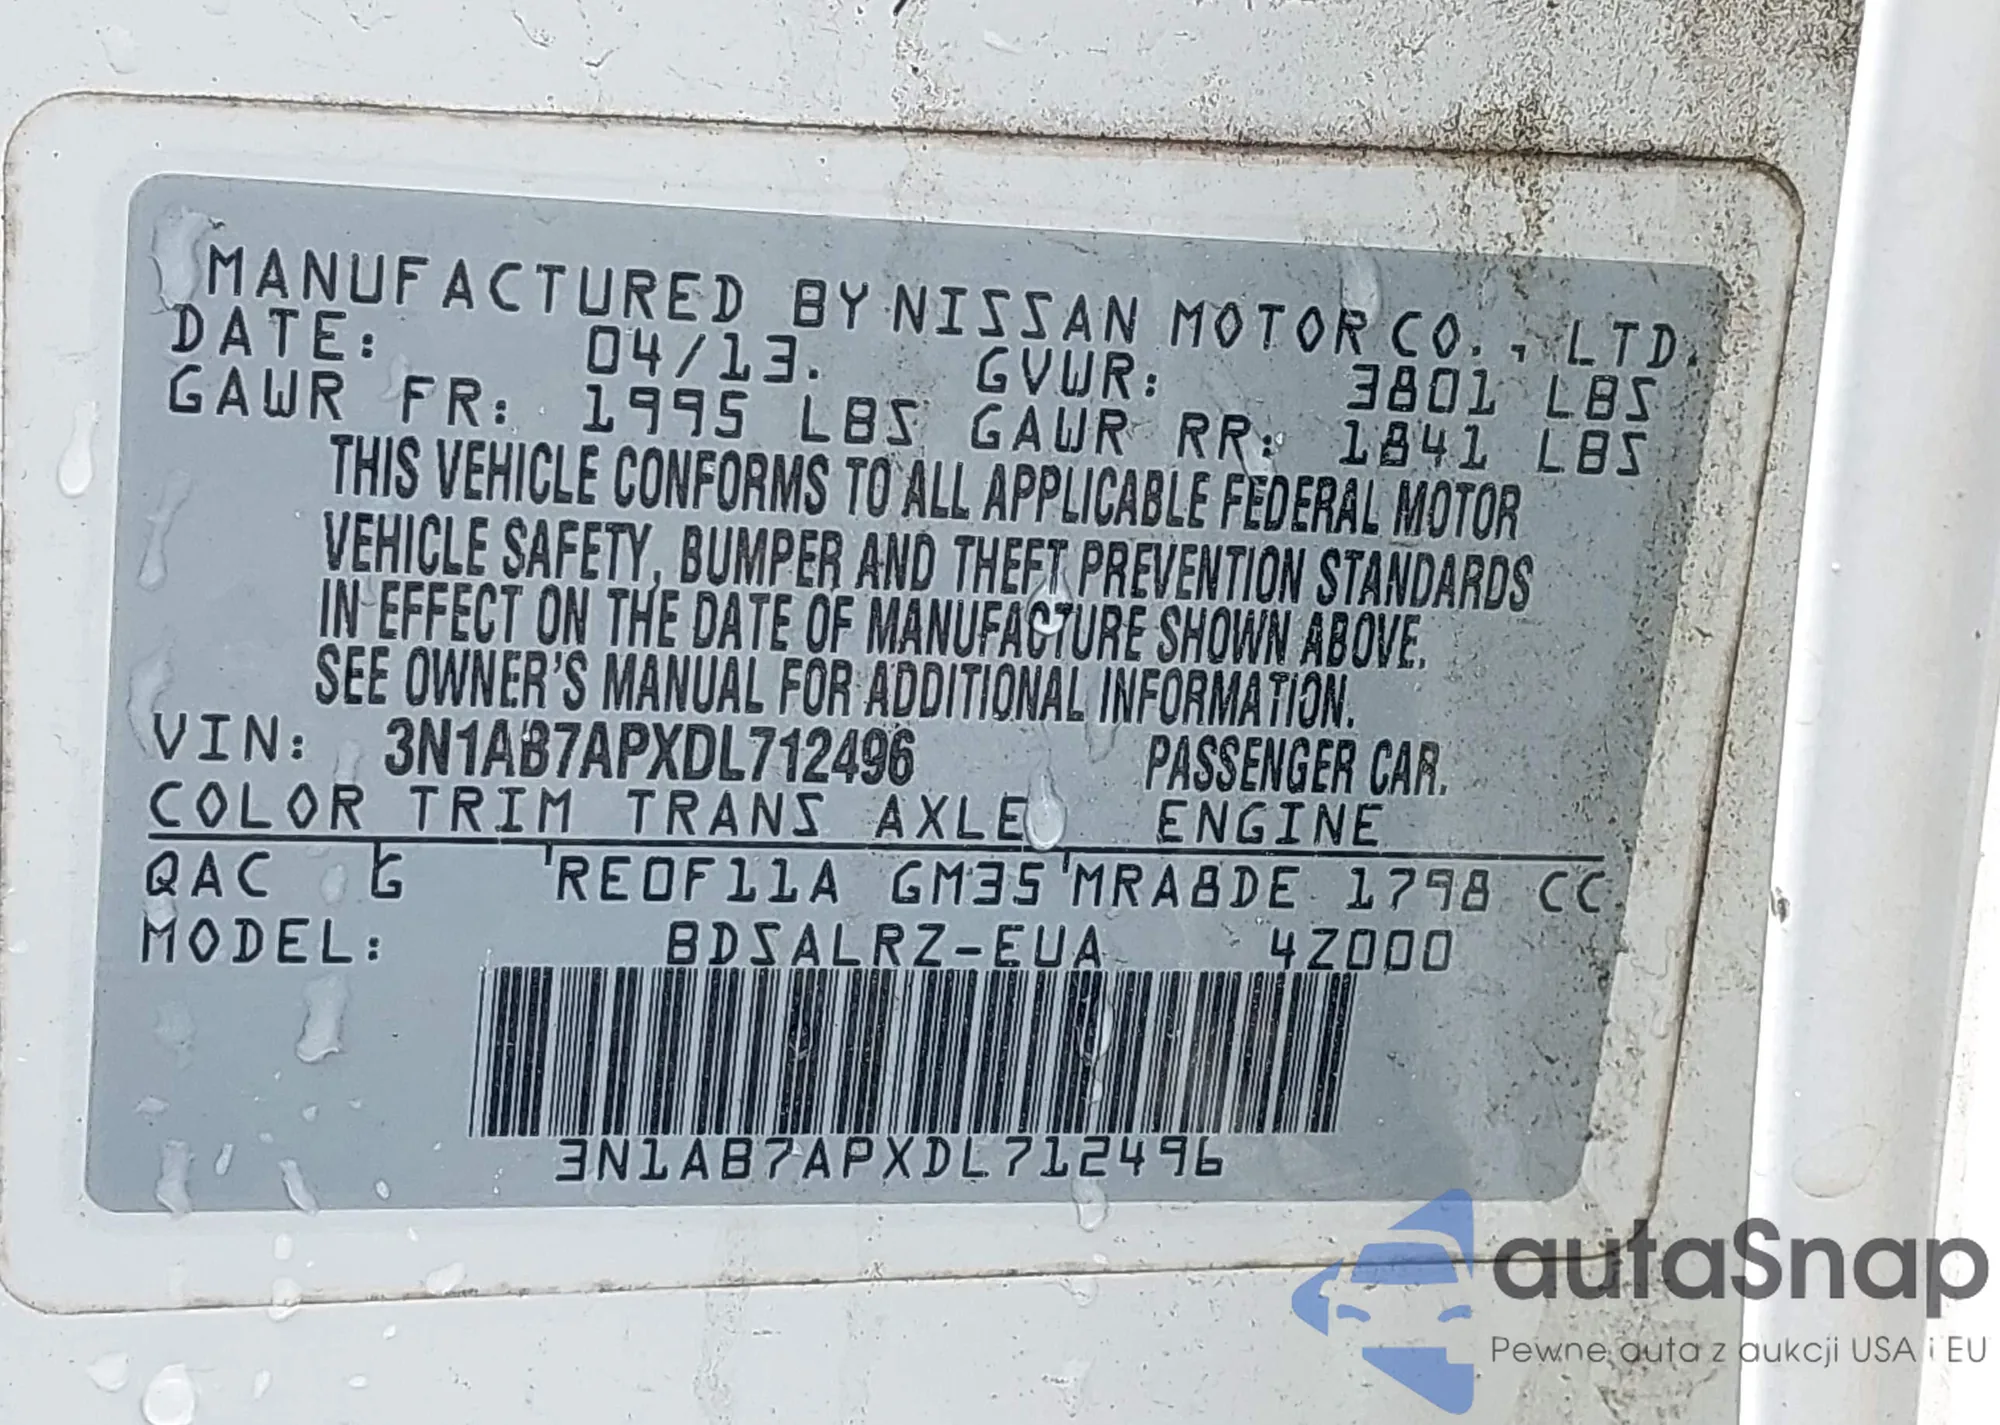 MANUFACTURED BY NISSAN MOTOR CO., LTD.
DATE: 04/13. GVWR: 3801 LBS
GAWR FR: 1995 LBS GAWR RR: 1841 LBS
THIS VEHICLE CONFORMS TO ALL APPLICABLE FEDERAL MOTOR
VEHICLE SAFETY, BUMPER AND THEFT PREVENTION STANDARDS
IN EFFECT ON THE DATE OF MANUFACTURE SHOWN ABOVE.
SEE OWNER'S MANUAL FOR ADDITIONAL INFORMATION.
VIN: 3N1AB7APXDL712496 PASSENGER CAR.
COLOR TRIM TRANS AXLE ENGINE
QAC G RE0F11A GM35 MRA8DE 1798 CC
MODEL: BDSALRZ-EUA 4Z000
3N1AB7APXDL712496
autaSnap
Pewne auta z aukcji USA i EU